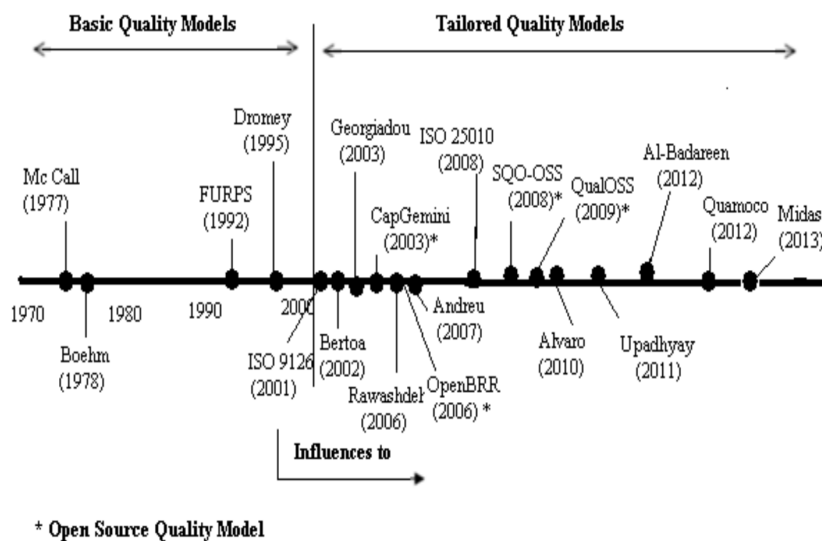 Basic Quality Models
Tailored Quality Models
Mc Call
(1977)
Boehm
(1978)
FURPS
(1992)
Dromey
(1995)
ISO 9126
(2001)
Bertoa
(2002)
Georgiadou
(2003)
CapGemini
(2003)*
Rawashdeh
(2006)
OpenBRR
(2006) *
Andreu
(2007)
ISO 25010
(2008)
SQO-OSS
(2008)*
QualOSS
(2009)*
Alvaro
(2010)
Upadhyay
(2011)
Al-Badareen
(2012)
Quamoco
(2012)
Midas
(2013)
1970
1980
1990
2000
Influences to
* Open Source Quality Model